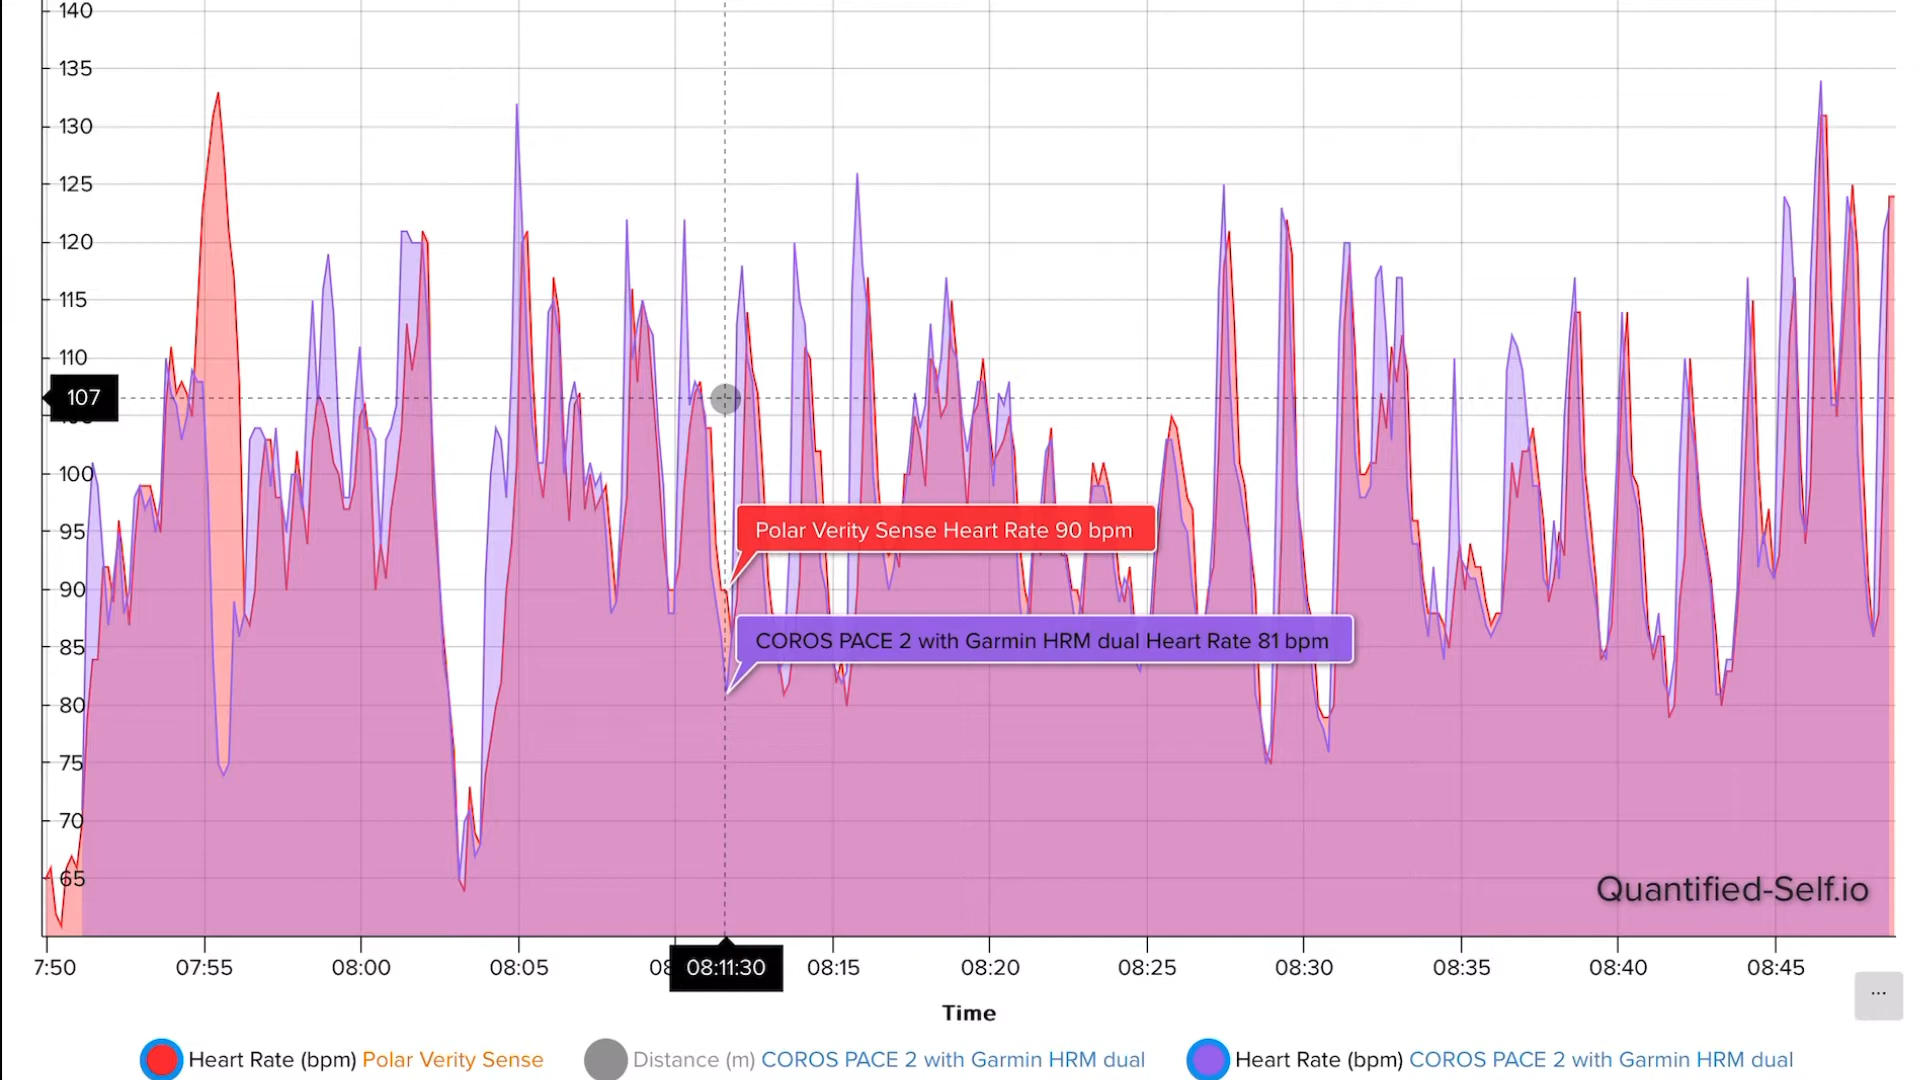 140
135
130
125
120
115
110
107
100
95
90
85
80
75
70
65
Polar Verity Sense Heart Rate 90 bpm
COROS PACE 2 with Garmin HRM dual Heart Rate 81 bpm
Quantified-Self.io
7:50 07:55 08:00 08:05 08:11:30 08:15 08:20 08:25 08:30 08:35 08:40 08:45
...
Time
Heart Rate (bpm) Polar Verity Sense Distance (m) COROS PACE 2 with Garmin HRM dual Heart Rate (bpm) COROS PACE 2 with Garmin HRM dual